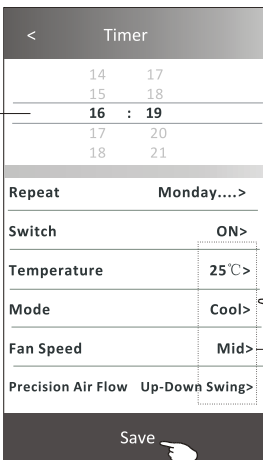 < Timer
14 17
15 18
16 : 19
17 20
18 21
Repeat Monday....>
Switch ON>
Temperature 25℃>
Mode Cool>
Fan Speed Mid>
Precision Air Flow Up-Down Swing>
Save